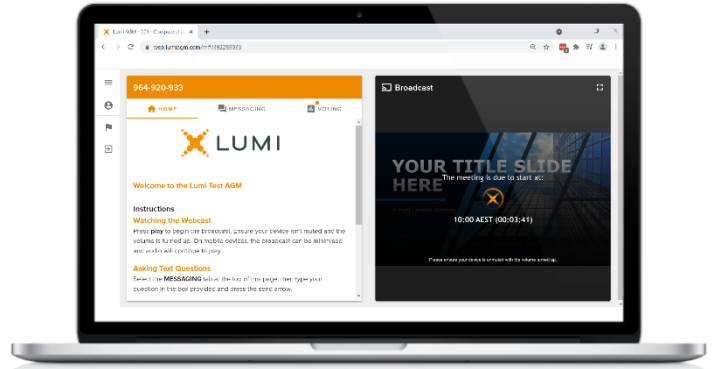 964-920-933
HOME
MESSAGING
VOTING
LUMI
Welcome to the Lumi Test AGM
Instructions
Watching the Webcast
Press play to begin the broadcast. Ensure your device isn't muted and the
volume is turned up. On mobile devices, the broadcast can be minimised
and audio will continue to play.
Asking Text Questions
Select the MESSAGING tab at the top of this page, then type your
question in the box provided and press the send arrow.
Broadcast
YOUR TITLE SLIDE
HERE
The meeting is due to start at:
10:00 AEST (00:03:41)
Please ensure your device is unmuted with the volume turned up.